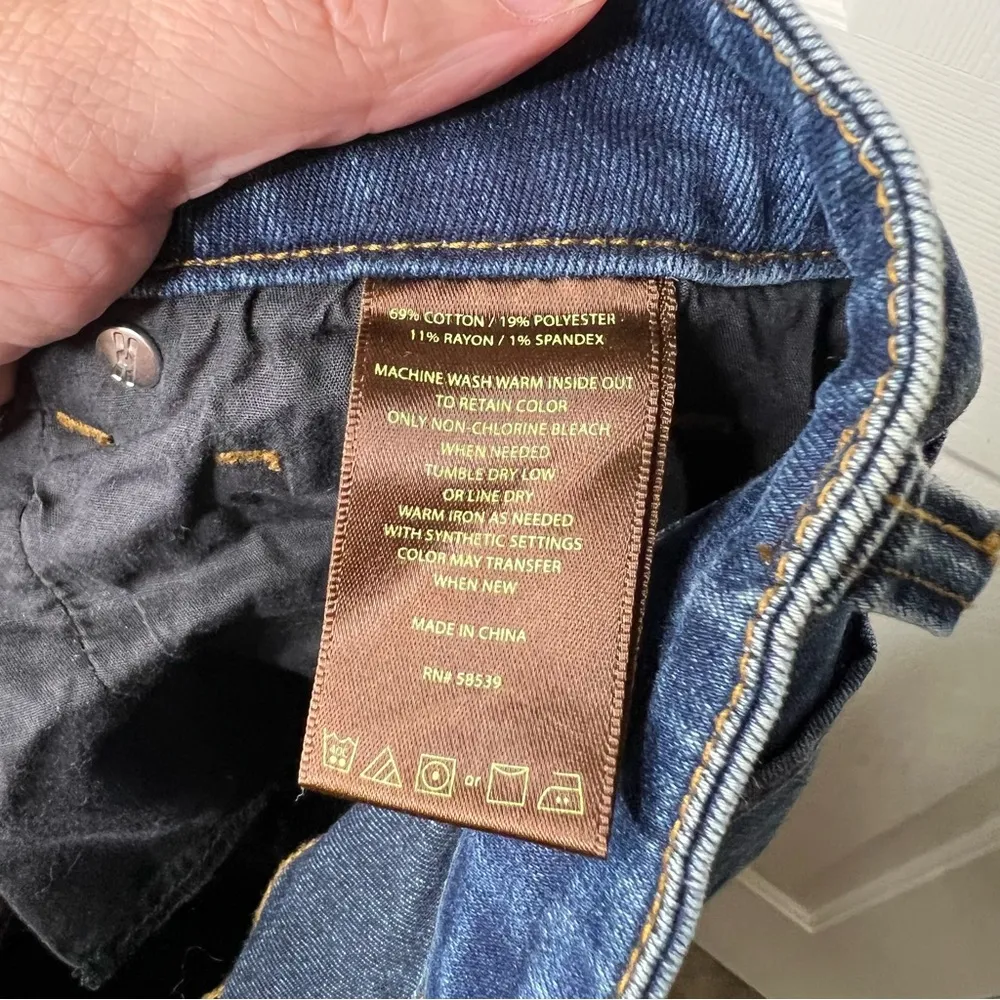 69% COTTON / 19% POLYESTER
11% RAYON / 1% SPANDEX
MACHINE WASH WARM INSIDE OUT
TO RETAIN COLOR
ONLY NON-CHLORINE BLEACH
WHEN NEEDED
TUMBLE DRY LOW
OR LINE DRY
WARM IRON AS NEEDED
WITH SYNTHETIC SETTINGS
COLOR MAY TRANSFER
WHEN NEW
MADE IN CHINA
RN# 58539
40C or